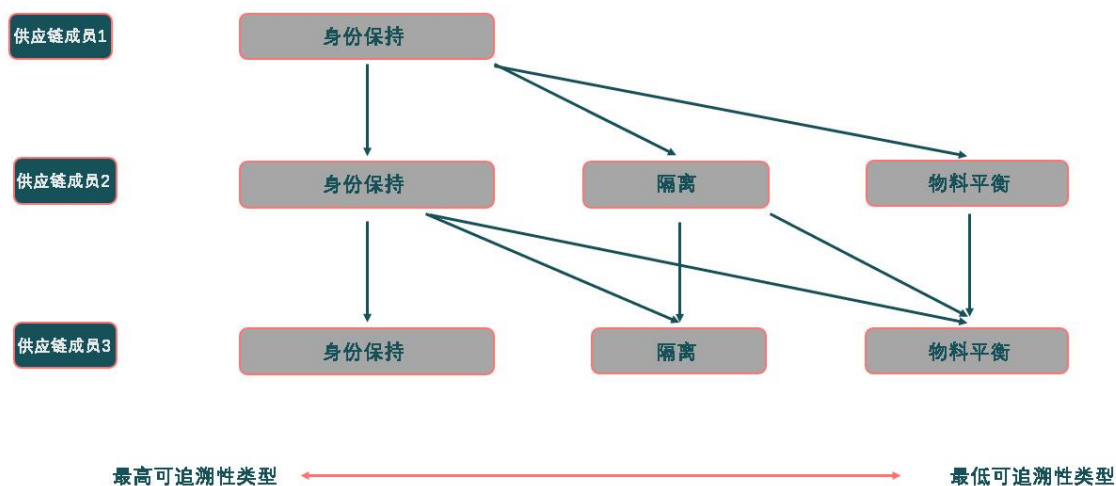 供应链成员1
身份保持
供应链成员2
身份保持
隔离
物料平衡
供应链成员3
身份保持
隔离
物料平衡
最高可追溯性类型
最低可追溯性类型